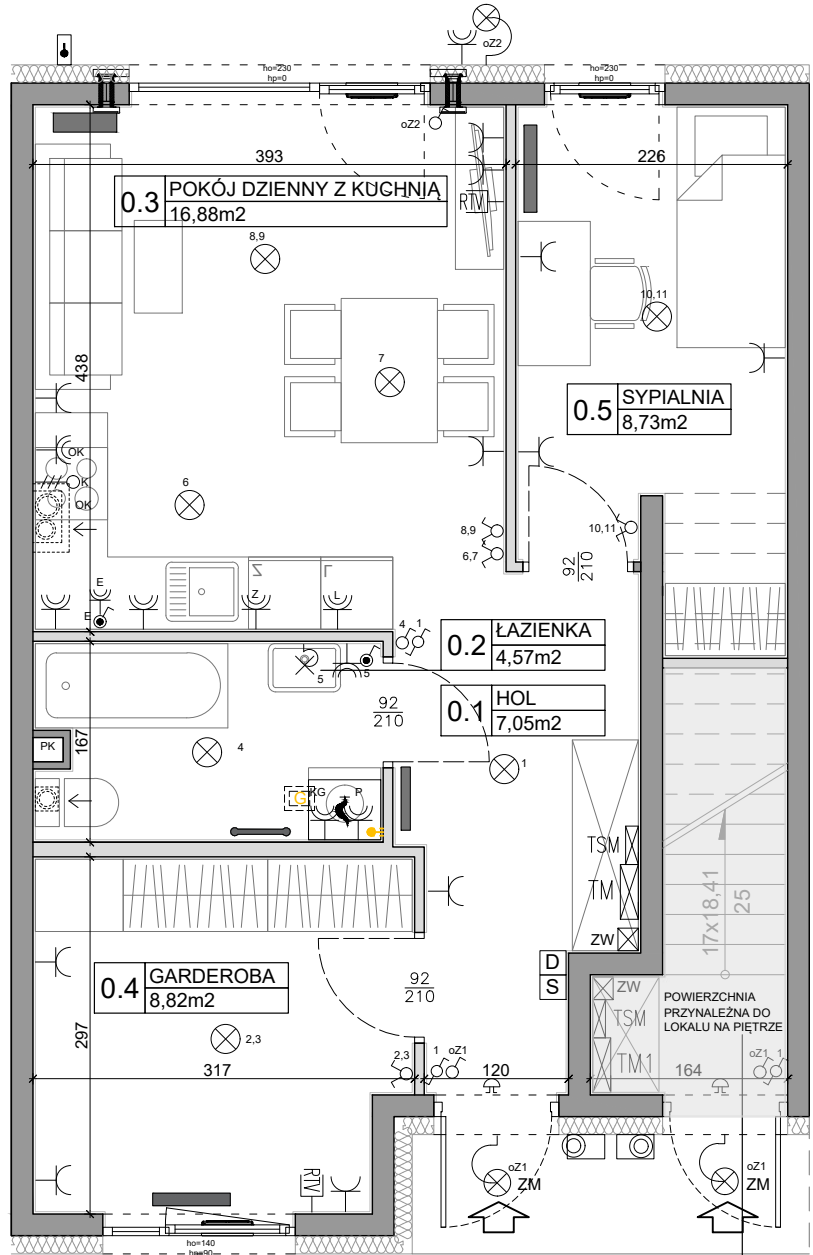 oZ2
ho=230
hp=0
ho=230
hp=0
oZ2
393
226
0.3 POKÓJ DZIENNY Z KUCHNIĄ
16,88m2
RTV
8,9
10,11
7
438
0.5 SYPIALNIA
8,73m2
OK
K
OK
6
8,9
6,7
10,11
92
210
E
E
Z
L
4
1
0.2 ŁAZIENKA
4,57m2
5
5
92
210
0.1 HOL
7,05m2
PK
167
4
1
G
KG
P
TSM
TM
ZW
17x18,41
25
D
S
0.4 GARDEROBA
8,82m2
92
210
ZW
TSM
TM1
POWIERZCHNIA
PRZYNALEŻNA DO
LOKALU NA PIĘTRZE
297
2,3
2,3
1
oZ1
oZ1
1
317
120
164
RTV
oZ1
ZM
oZ1
ZM
ho=140
hp=90